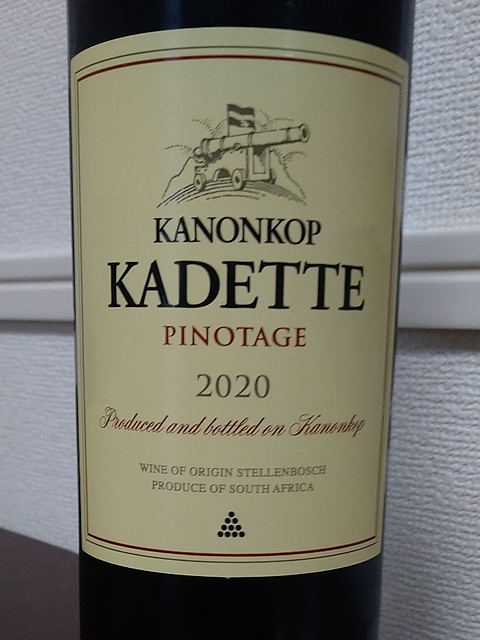 KANONKOP
KADETTE
PINOTAGE
2020
Produced and bottled on Kanonkop
WINE OF ORIGIN STELLENBOSCH
PRODUCE OF SOUTH AFRICA